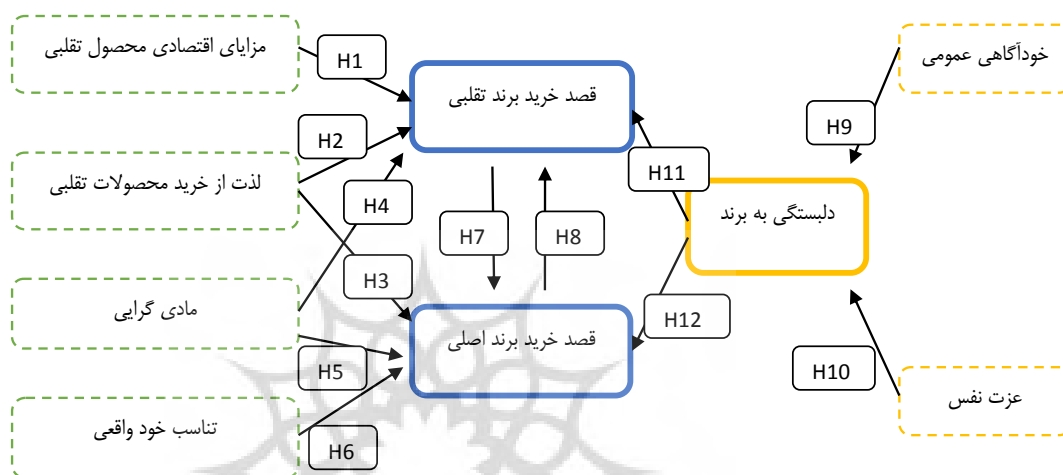 مزایای اقتصادی محصول تقلبی
H1
قصد خرید برند تقلبی
خودآگاهی عمومی
H9
H2
لذت از خرید محصولات تقلبی
H11
H4
دلبستگی به برند
H7
H8
H3
مادی گرایی
قصد خرید برند اصلی
H12
H5
H10
تناسب خود واقعی
عزت نفس
H6